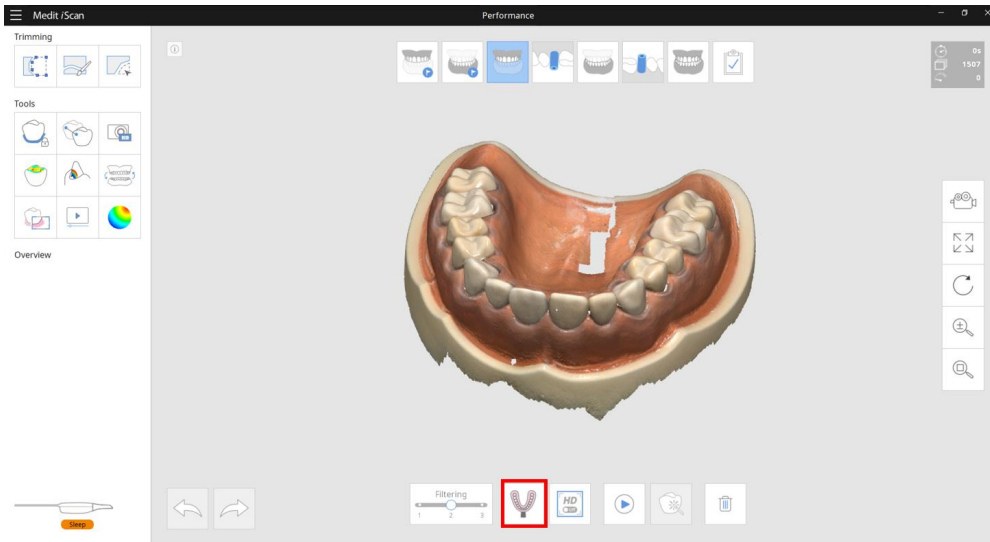 Medit iScan
Performance
Trimming
Tools
Overview
0s
1507
0
Filtering
1 2 3
HD
Sleep